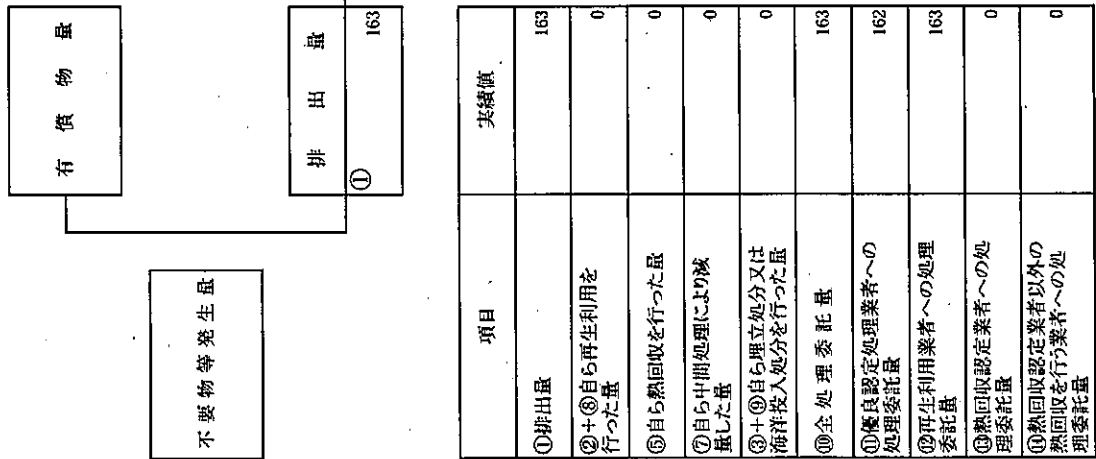 有償物量
不要物等発生量
排出量
①
163
項目
実績値
①排出量
163
②+⑧自ら再生利用を
行った量
0
⑤自ら熱回収を行った量
0
⑦自ら中間処理により減
量した量
0
③+⑨自ら埋立処分又は
海洋投入処分を行った量
0
⑩全処理委託量
163
⑪優良認定処理業者への
処理委託量
162
⑫再生利用業者への処理
委託量
163
⑬熱回収認定業者への処
理委託量
0
⑭熱回収認定業者以外の
熱回収を行う業者への処
理委託量
0